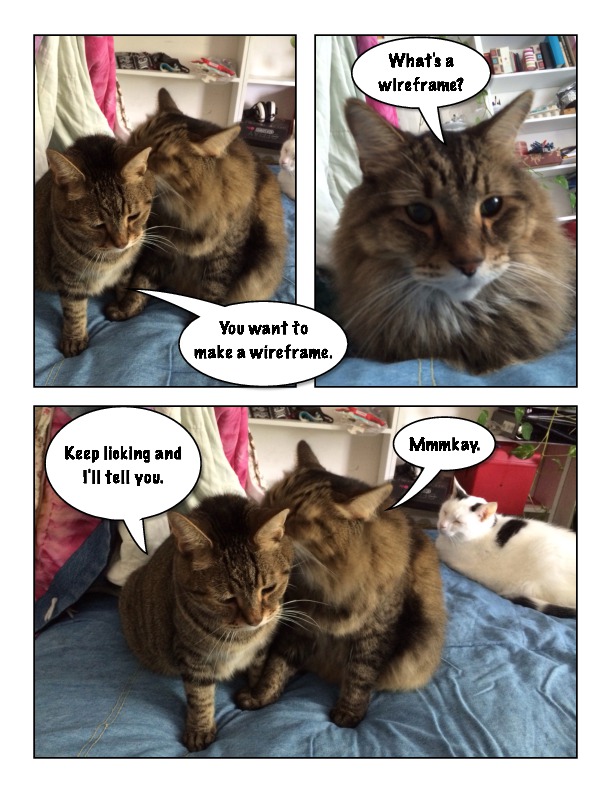 You want to
make a wireframe.
What's a
wireframe?
Keep licking and
I'll tell you.
Mmmkay.